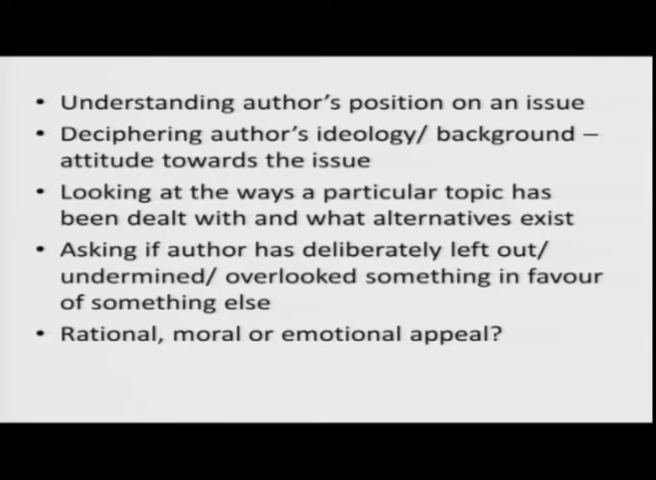 • Understanding author's position on an issue
• Deciphering author's ideology/ background –
attitude towards the issue
• Looking at the ways a particular topic has
been dealt with and what alternatives exist
• Asking if author has deliberately left out/
undermined/ overlooked something in favour
of something else
• Rational, moral or emotional appeal?